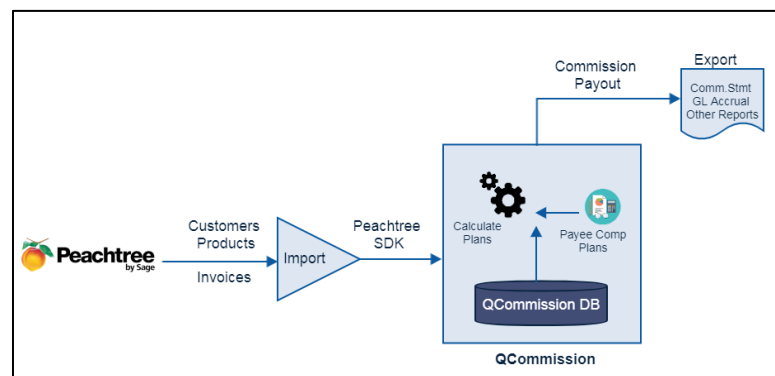 Commission
Payout
Export
Comm.Stmt
GL Accrual
Other Reports
Customers
Products
Invoices
Peachtree
by Sage
Import
Peachtree
SDK
Calculate
Plans
Payee Comp
Plans
QCommission DB
QCommission